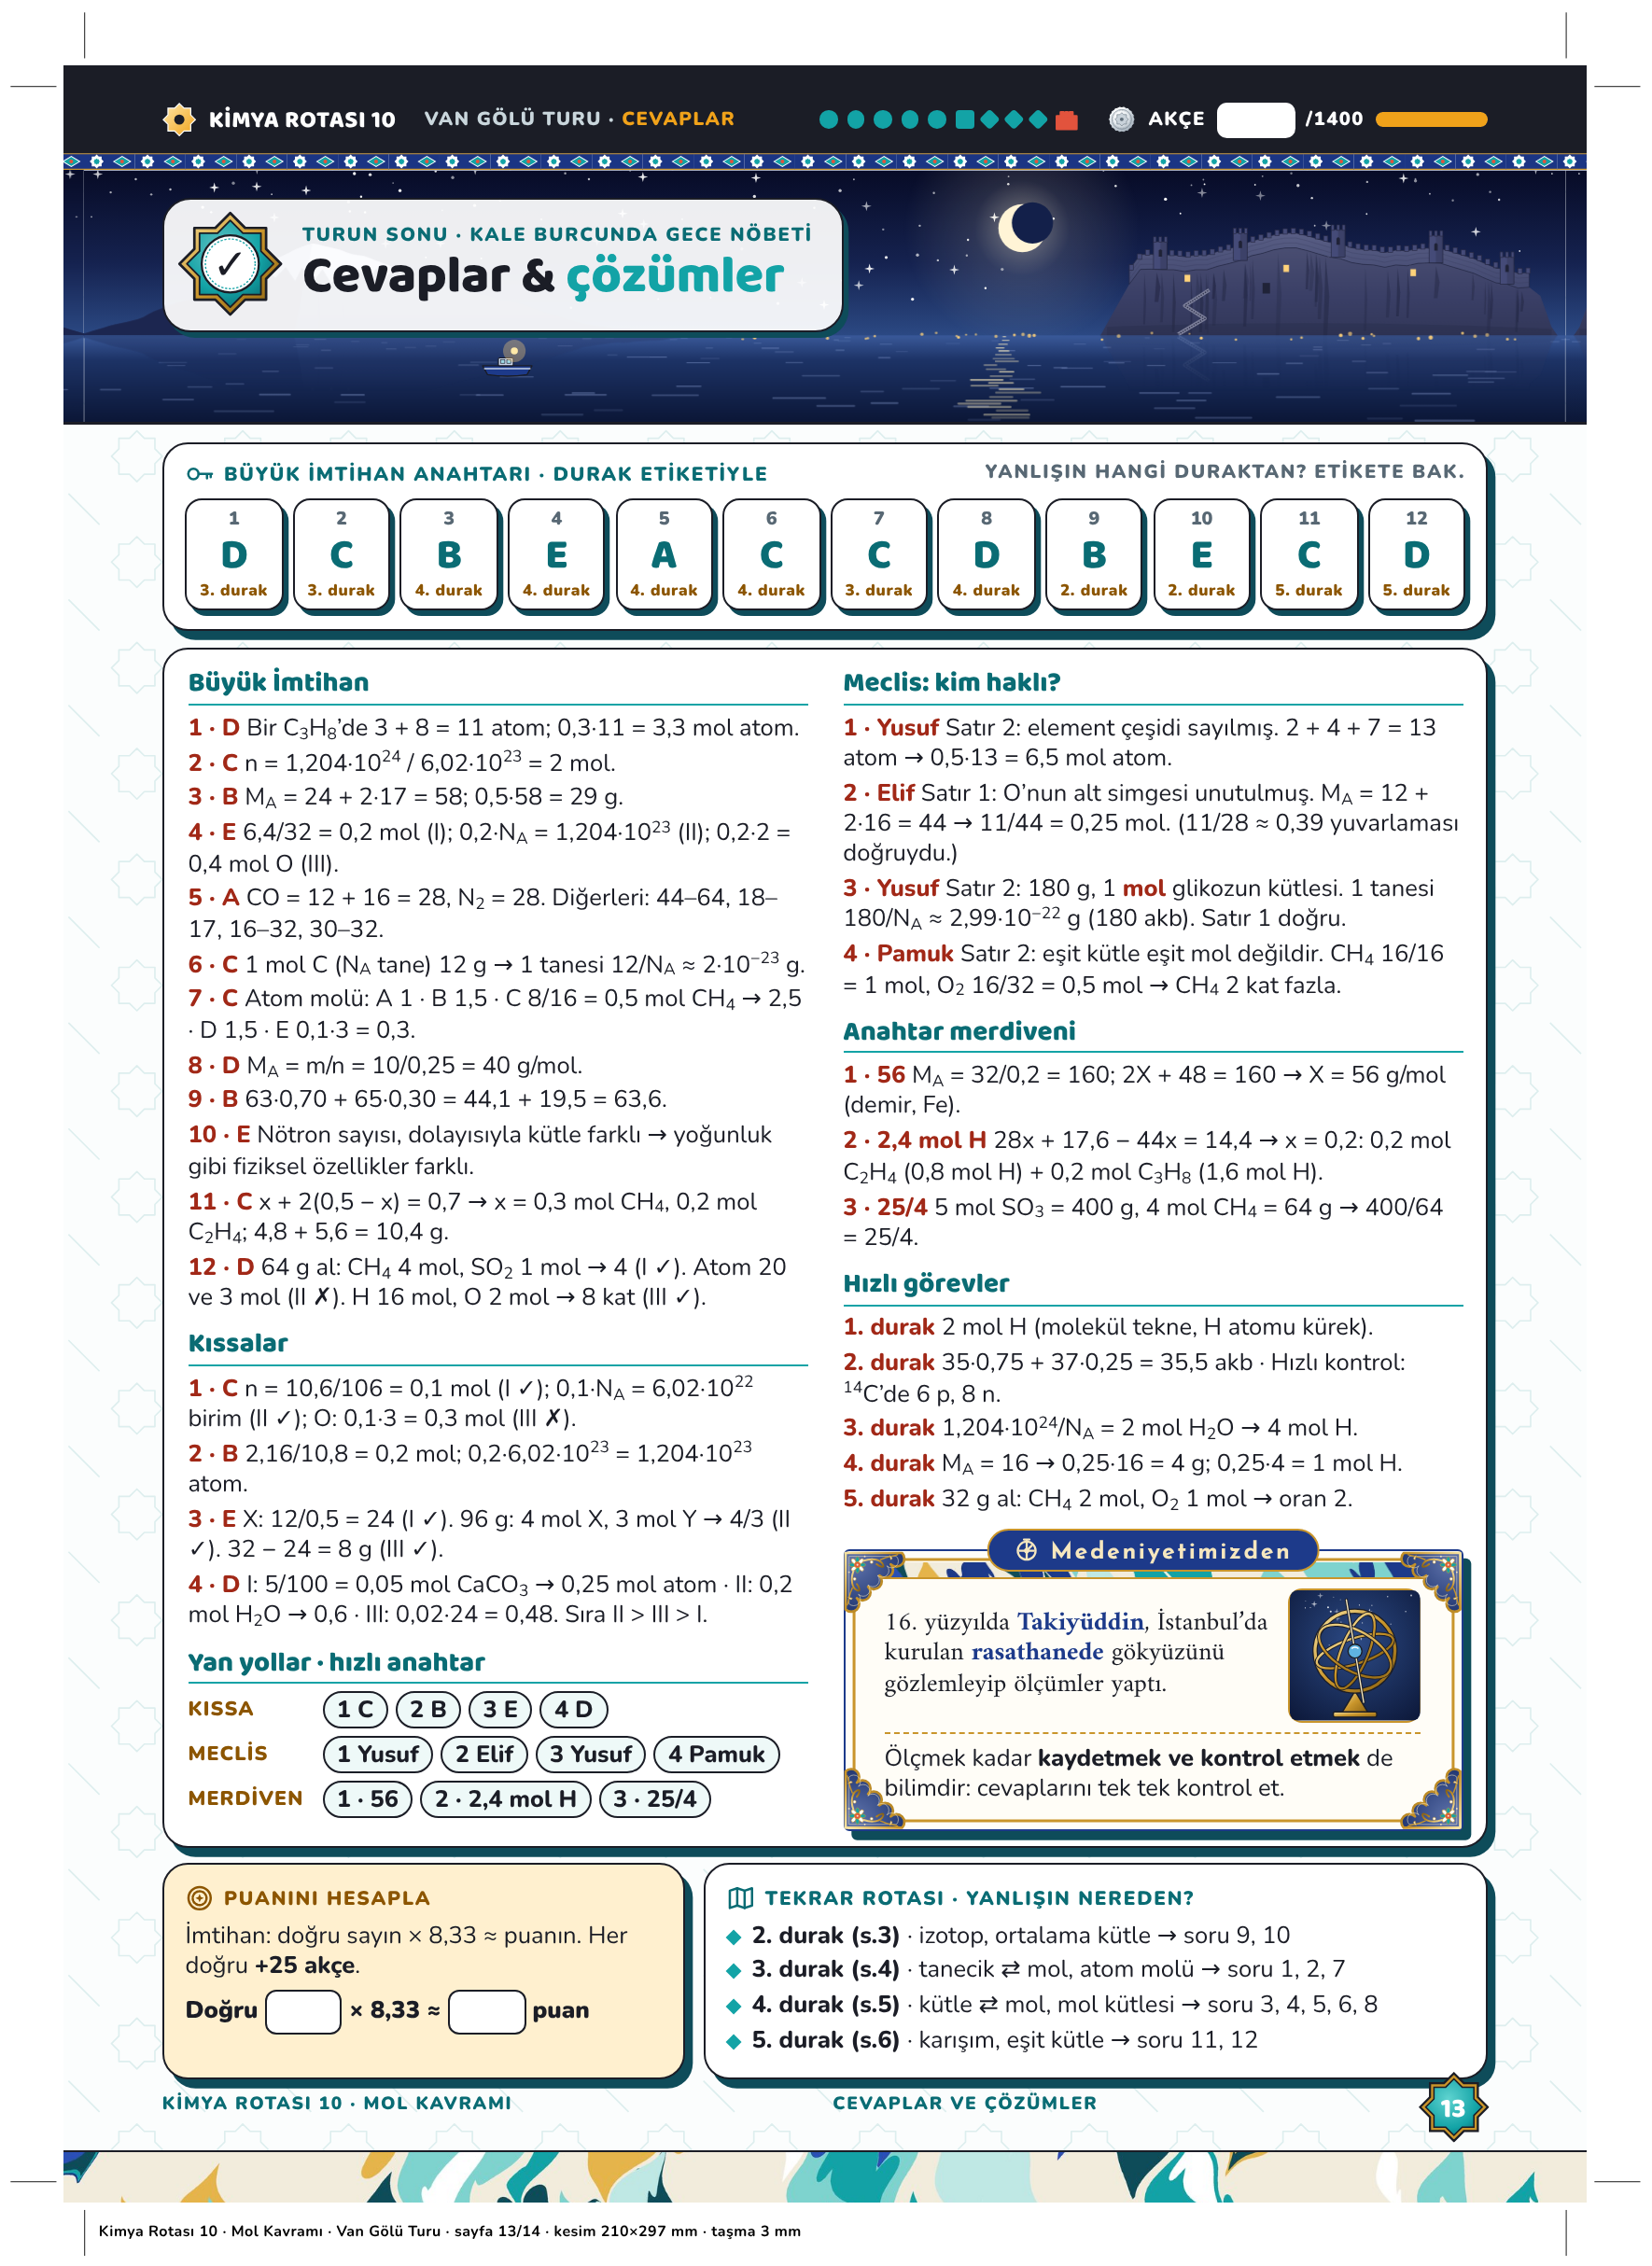 KİMYA ROTASI 10 VAN GÖLÜ TURU · CEVAPLAR AKÇE /1400
TURUN SONU · KALE BURCUNDA GECE NÖBETİ
Cevaplar & çözümler
BÜYÜK İMTİHAN ANAHTARI · DURAK ETİKETİYLE YANLIŞIN HANGİ DURAKTAN? ETİKETE BAK.
1 2 3 4 5 6 7 8 9 10 11 12
D C B E A C C D B E C D
3. durak 3. durak 4. durak 4. durak 4. durak 4. durak 3. durak 4. durak 2. durak 2. durak 5. durak 5. durak
Büyük İmtihan
1 · D Bir C₃H₈’de 3 + 8 = 11 atom; 0,3·11 = 3,3 mol atom.
2 · C n = 1,204·10²⁴ / 6,02·10²³ = 2 mol.
3 · B M_A = 24 + 2·17 = 58; 0,5·58 = 29 g.
4 · E 6,4/32 = 0,2 mol (I); 0,2·N_A = 1,204·10²³ (II); 0,2·2 =
0,4 mol O (III).
5 · A CO = 12 + 16 = 28, N₂ = 28. Diğerleri: 44–64, 18–
17, 16–32, 30–32.
6 · C 1 mol C (N_A tane) 12 g → 1 tanesi 12/N_A ≈ 2·10⁻²³ g.
7 · C Atom molü: A 1 · B 1,5 · C 8/16 = 0,5 mol CH₄ → 2,5
· D 1,5 · E 0,1·3 = 0,3.
8 · D M_A = m/n = 10/0,25 = 40 g/mol.
9 · B 63·0,70 + 65·0,30 = 44,1 + 19,5 = 63,6.
10 · E Nötron sayısı, dolayısıyla kütle farklı → yoğunluk
gibi fiziksel özellikler farklı.
11 · C x + 2(0,5 − x) = 0,7 → x = 0,3 mol CH₄, 0,2 mol
C₂H₄; 4,8 + 5,6 = 10,4 g.
12 · D 64 g al: CH₄ 4 mol, SO₂ 1 mol → 4 (I ✓). Atom 20
ve 3 mol (II ✗). H 16 mol, O 2 mol → 8 kat (III ✓).
Kıssalar
1 · C n = 10,6/106 = 0,1 mol (I ✓); 0,1·N_A = 6,02·10²²
birim (II ✓); O: 0,1·3 = 0,3 mol (III ✗).
2 · B 2,16/10,8 = 0,2 mol; 0,2·6,02·10²³ = 1,204·10²³
atom.
3 · E X: 12/0,5 = 24 (I ✓). 96 g: 4 mol X, 3 mol Y → 4/3 (II
✓). 32 − 24 = 8 g (III ✓).
4 · D I: 5/100 = 0,05 mol CaCO₃ → 0,25 mol atom · II: 0,2
mol H₂O → 0,6 · III: 0,02·24 = 0,48. Sıra II > III > I.
Yan yollar · hızlı anahtar
KISSA 1 C 2 B 3 E 4 D
MECLİS 1 Yusuf 2 Elif 3 Yusuf 4 Pamuk
MERDİVEN 1 · 56 2 · 2,4 mol H 3 · 25/4
Meclis: kim haklı?
1 · Yusuf Satır 2: element çeşidi sayılmış. 2 + 4 + 7 = 13
atom → 0,5·13 = 6,5 mol atom.
2 · Elif Satır 1: O’nun alt simgesi unutulmuş. M_A = 12 +
2·16 = 44 → 11/44 = 0,25 mol. (11/28 ≈ 0,39 yuvarlaması
doğruydu.)
3 · Yusuf Satır 2: 180 g, 1 mol glikozun kütlesi. 1 tanesi
180/N_A ≈ 2,99·10⁻²² g (180 akb). Satır 1 doğru.
4 · Pamuk Satır 2: eşit kütle eşit mol değildir. CH₄ 16/16
= 1 mol, O₂ 16/32 = 0,5 mol → CH₄ 2 kat fazla.
Anahtar merdiveni
1 · 56 M_A = 32/0,2 = 160; 2X + 48 = 160 → X = 56 g/mol
(demir, Fe).
2 · 2,4 mol H 28x + 17,6 − 44x = 14,4 → x = 0,2: 0,2 mol
C₂H₄ (0,8 mol H) + 0,2 mol C₃H₈ (1,6 mol H).
3 · 25/4 5 mol SO₃ = 400 g, 4 mol CH₄ = 64 g → 400/64
= 25/4.
Hızlı görevler
1. durak 2 mol H (molekül tekne, H atomu kürek).
2. durak 35·0,75 + 37·0,25 = 35,5 akb · Hızlı kontrol:
¹⁴C’de 6 p, 8 n.
3. durak 1,204·10²⁴/N_A = 2 mol H₂O → 4 mol H.
4. durak M_A = 16 → 0,25·16 = 4 g; 0,25·4 = 1 mol H.
5. durak 32 g al: CH₄ 2 mol, O₂ 1 mol → oran 2.
Medeniyetimizden
16. yüzyılda Takiyüddin, İstanbul’da
kurulan rasathanede gökyüzünü
gözlemleyip ölçümler yaptı.
Ölçmek kadar kaydetmek ve kontrol etmek de
bilimdir: cevaplarını tek tek kontrol et.
PUANINI HESAPLA
İmtihan: doğru sayın × 8,33 ≈ puanın. Her
doğru +25 akçe.
Doğru × 8,33 ≈ puan
TEKRAR ROTASI · YANLIŞIN NEREDEN?
2. durak (s.3) · izotop, ortalama kütle → soru 9, 10
3. durak (s.4) · tanecik ⇄ mol, atom molü → soru 1, 2, 7
4. durak (s.5) · kütle ⇄ mol, mol kütlesi → soru 3, 4, 5, 6, 8
5. durak (s.6) · karışım, eşit kütle → soru 11, 12
KİMYA ROTASI 10 · MOL KAVRAMI CEVAPLAR VE ÇÖZÜMLER 13
Kimya Rotası 10 · Mol Kavramı · Van Gölü Turu · sayfa 13/14 · kesim 210×297 mm · taşma 3 mm